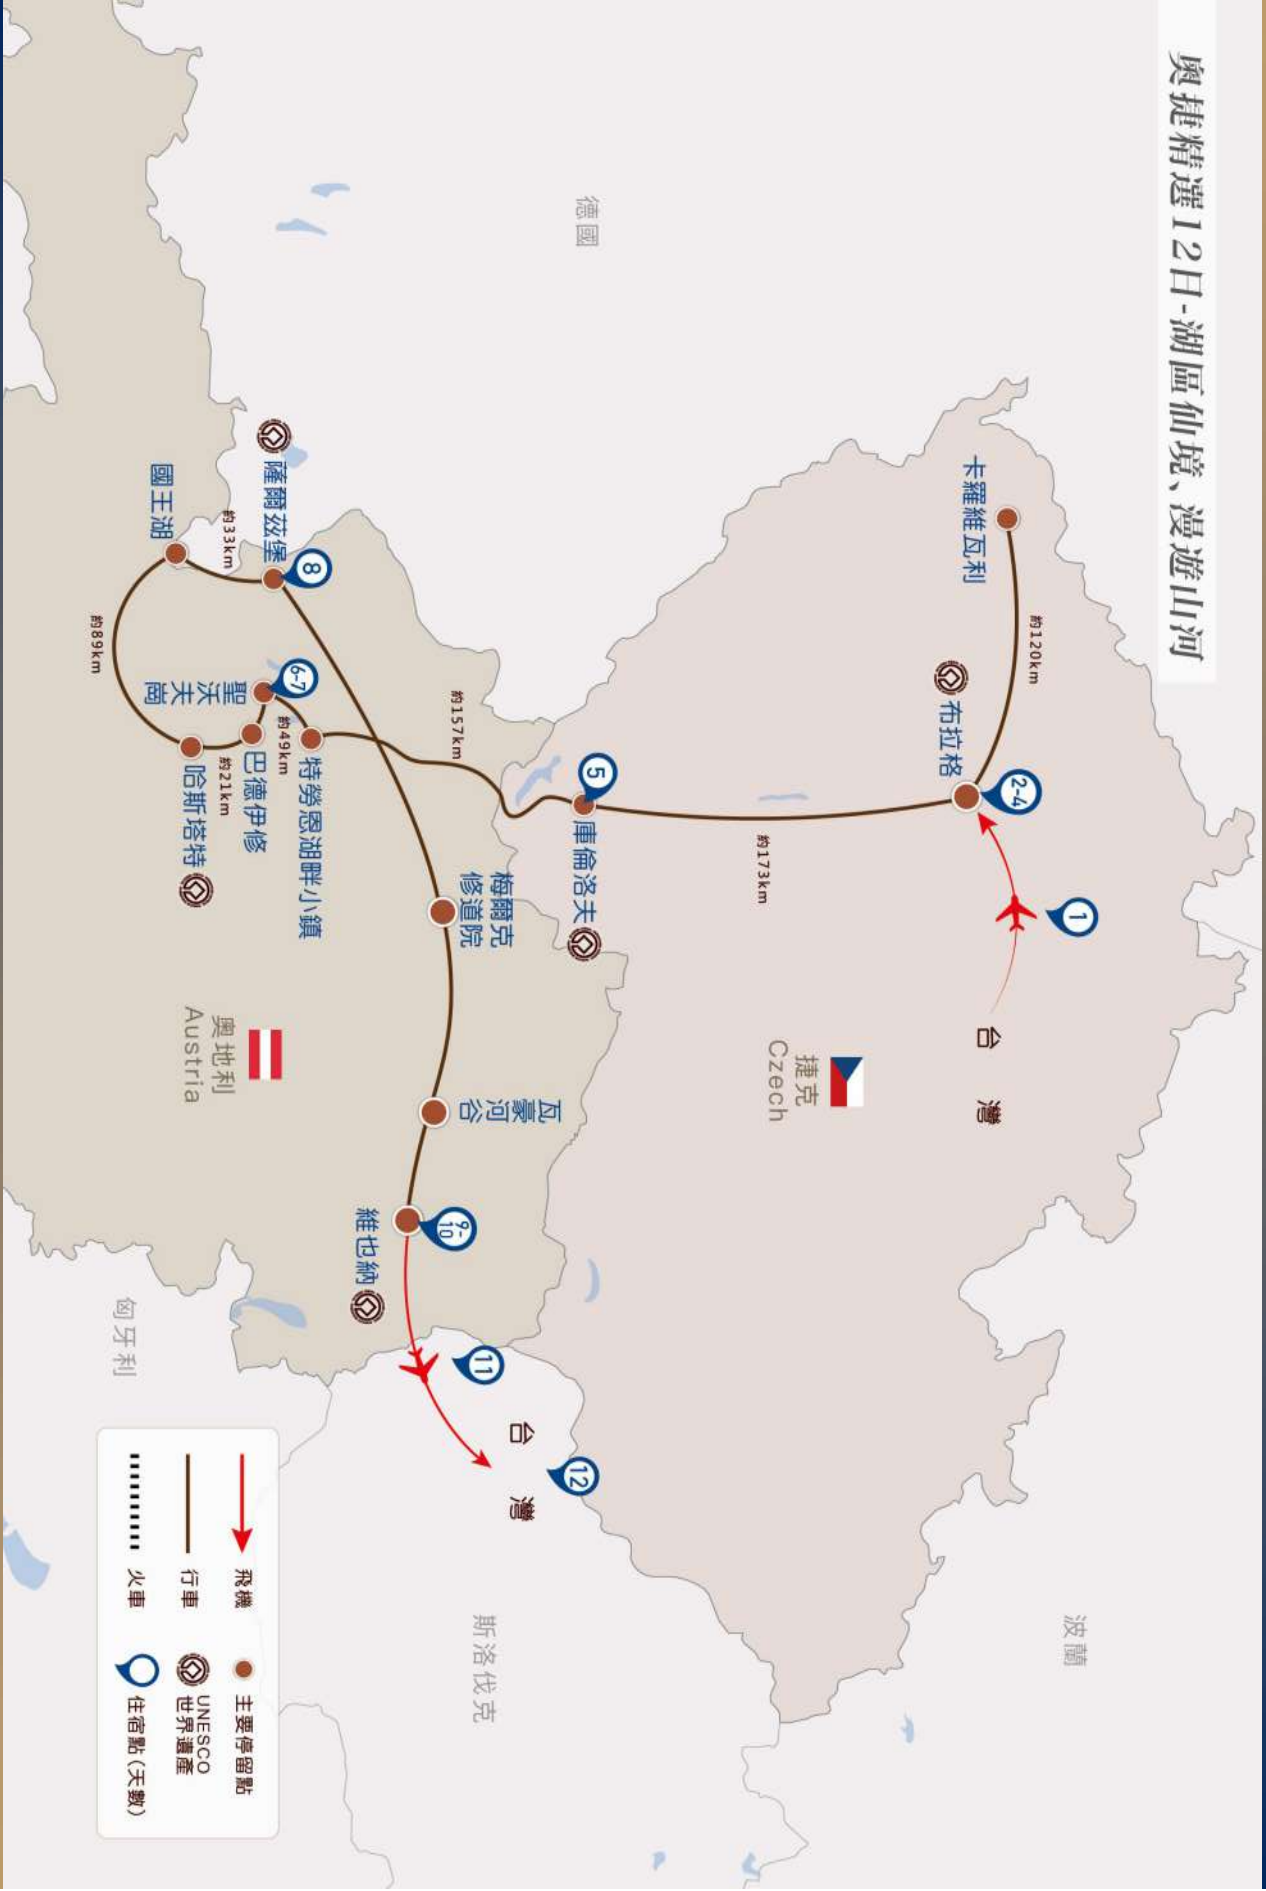 奧捷精選12日-湖區仙境、漫遊山河
德國
波蘭
卡羅維瓦利
約120km
布拉格
2-4
1
台灣
捷克
Czech
約173km
5
庫倫洛夫
約157km
薩爾茲堡
8
國王湖
約33km
約89km
6-7
聖沃夫崗
約49km
特勞恩湖畔小鎮
巴德伊修
約21km
哈斯塔特
梅爾克
修道院
瓦豪河谷
奧地利
Austria
9-
10
維也納
11
台灣
12
匈牙利
斯洛伐克
飛機
主要停留點
行車
UNESCO
世界遺產
火車
住宿點(天數)